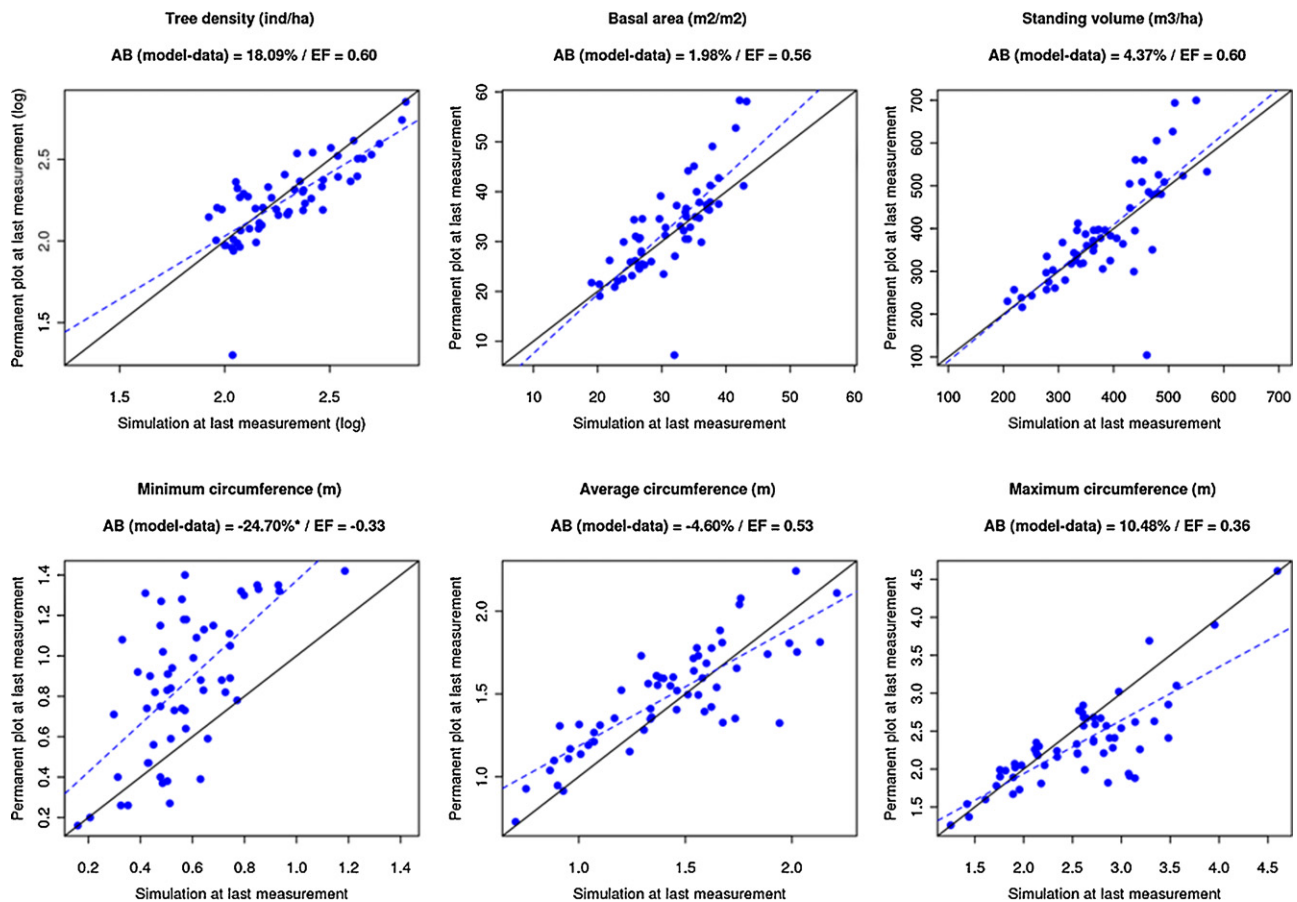 Tree density (ind/ha)
AB (model-data) = 18.09% / EF = 0.60
Permanent plot at last measurement (log)
2.5
2.0
1.5
1.5 2.0 2.5
Simulation at last measurement (log)
Basal area (m2/m2)
AB (model-data) = 1.98% / EF = 0.56
Permanent plot at last measurement
60
50
40
30
20
10
10 20 30 40 50 60
Simulation at last measurement
Standing volume (m3/ha)
AB (model-data) = 4.37% / EF = 0.60
Permanent plot at last measurement
700
600
500
400
300
200
100
100 200 300 400 500 600 700
Simulation at last measurement
Minimum circumference (m)
AB (model-data) = -24.70%* / EF = -0.33
Permanent plot at last measurement
1.4
1.2
1.0
0.8
0.6
0.4
0.2
0.2 0.4 0.6 0.8 1.0 1.2 1.4
Simulation at last measurement
Average circumference (m)
AB (model-data) = -4.60% / EF = 0.53
Permanent plot at last measurement
2.0
1.5
1.0
1.0 1.5 2.0
Simulation at last measurement
Maximum circumference (m)
AB (model-data) = 10.48% / EF = 0.36
Permanent plot at last measurement
4.5
4.0
3.5
3.0
2.5
2.0
1.5
1.5 2.0 2.5 3.0 3.5 4.0 4.5
Simulation at last measurement